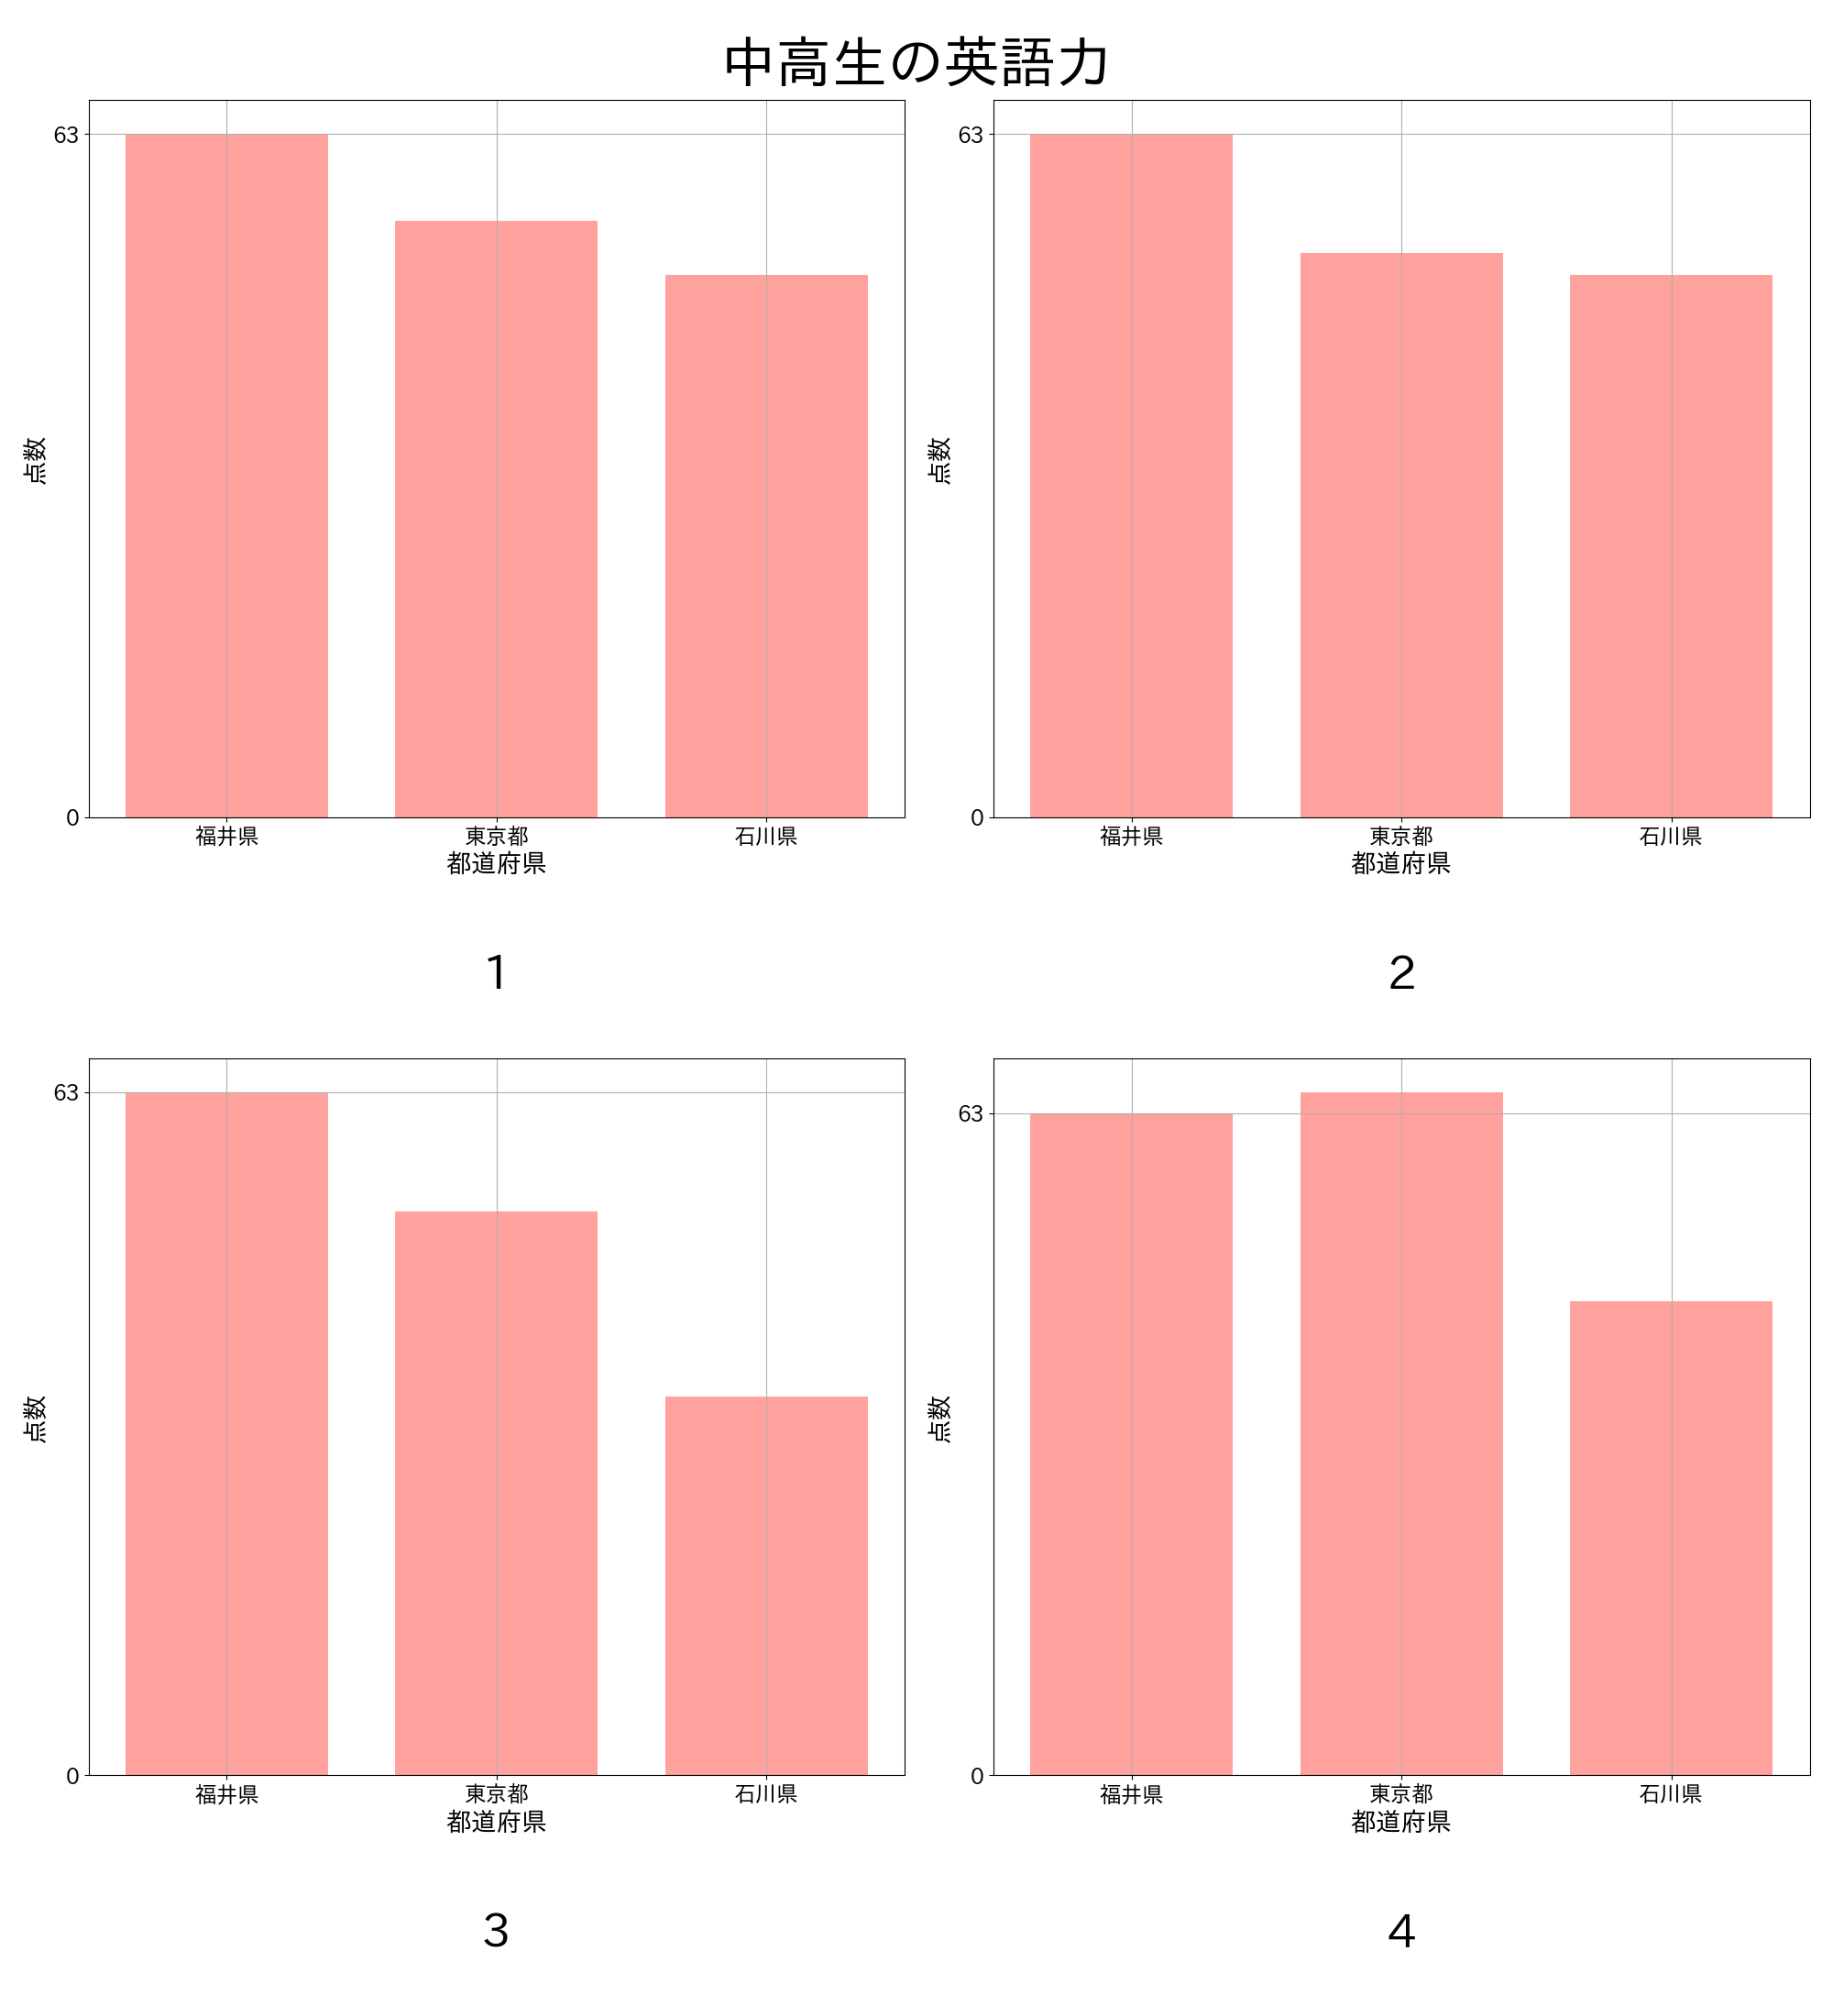 中高生の英語力
63
点数
0
福井県 東京都 石川県
都道府県
1
63
点数
0
福井県 東京都 石川県
都道府県
2
63
点数
0
福井県 東京都 石川県
都道府県
3
63
点数
0
福井県 東京都 石川県
都道府県
4